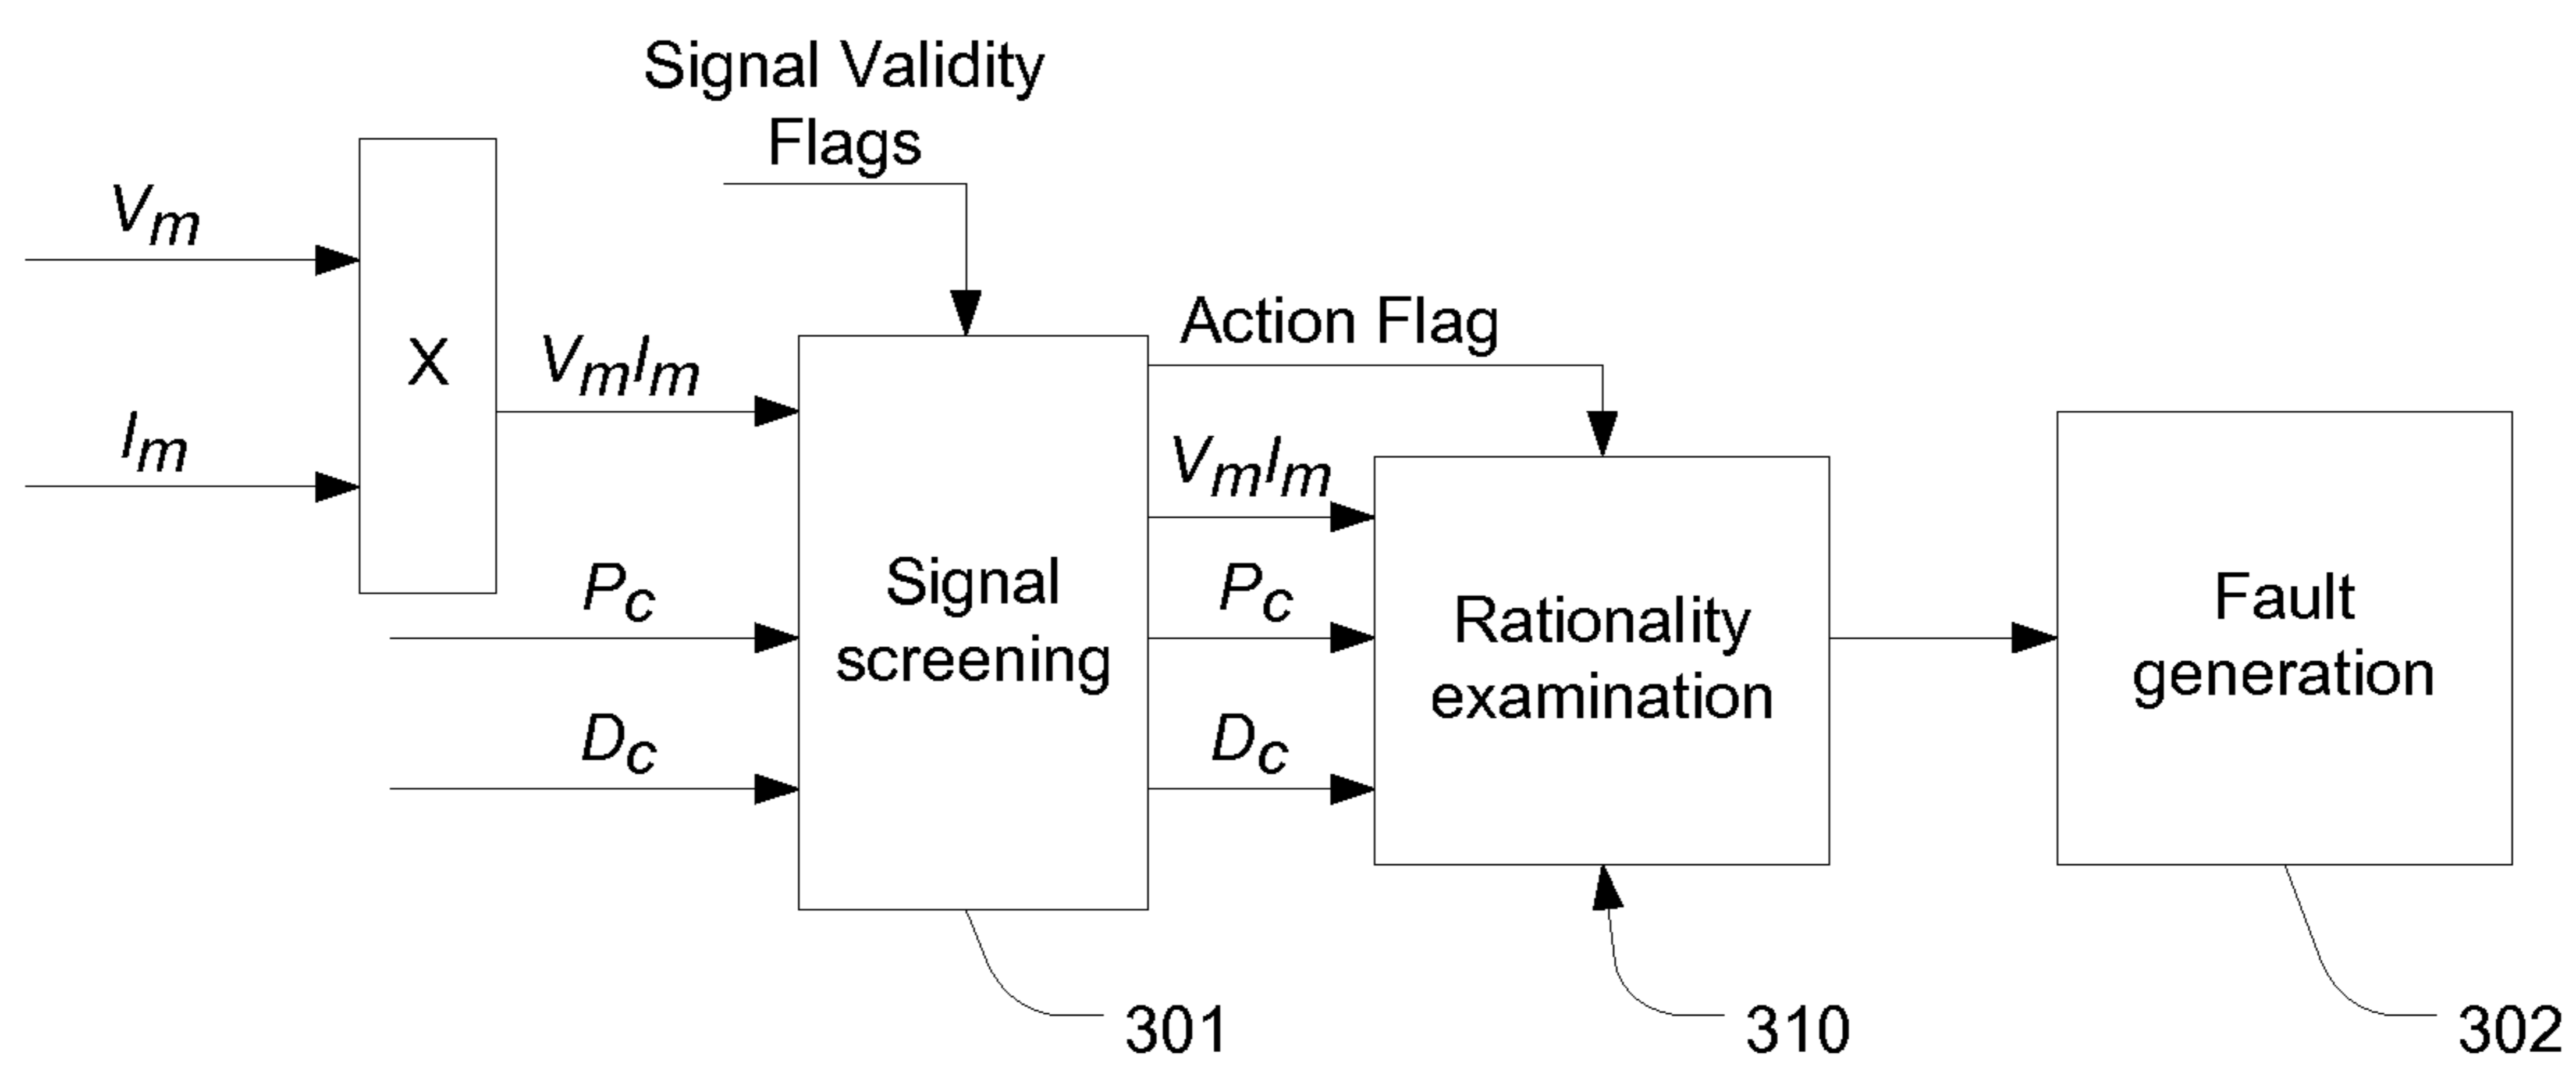 Signal Validity
Flags
Vm
Im
X
VmIm
Pc
Dc
Signal
screening
Action Flag
VmIm
Pc
Dc
Rationality
examination
Fault
generation
301
310
302